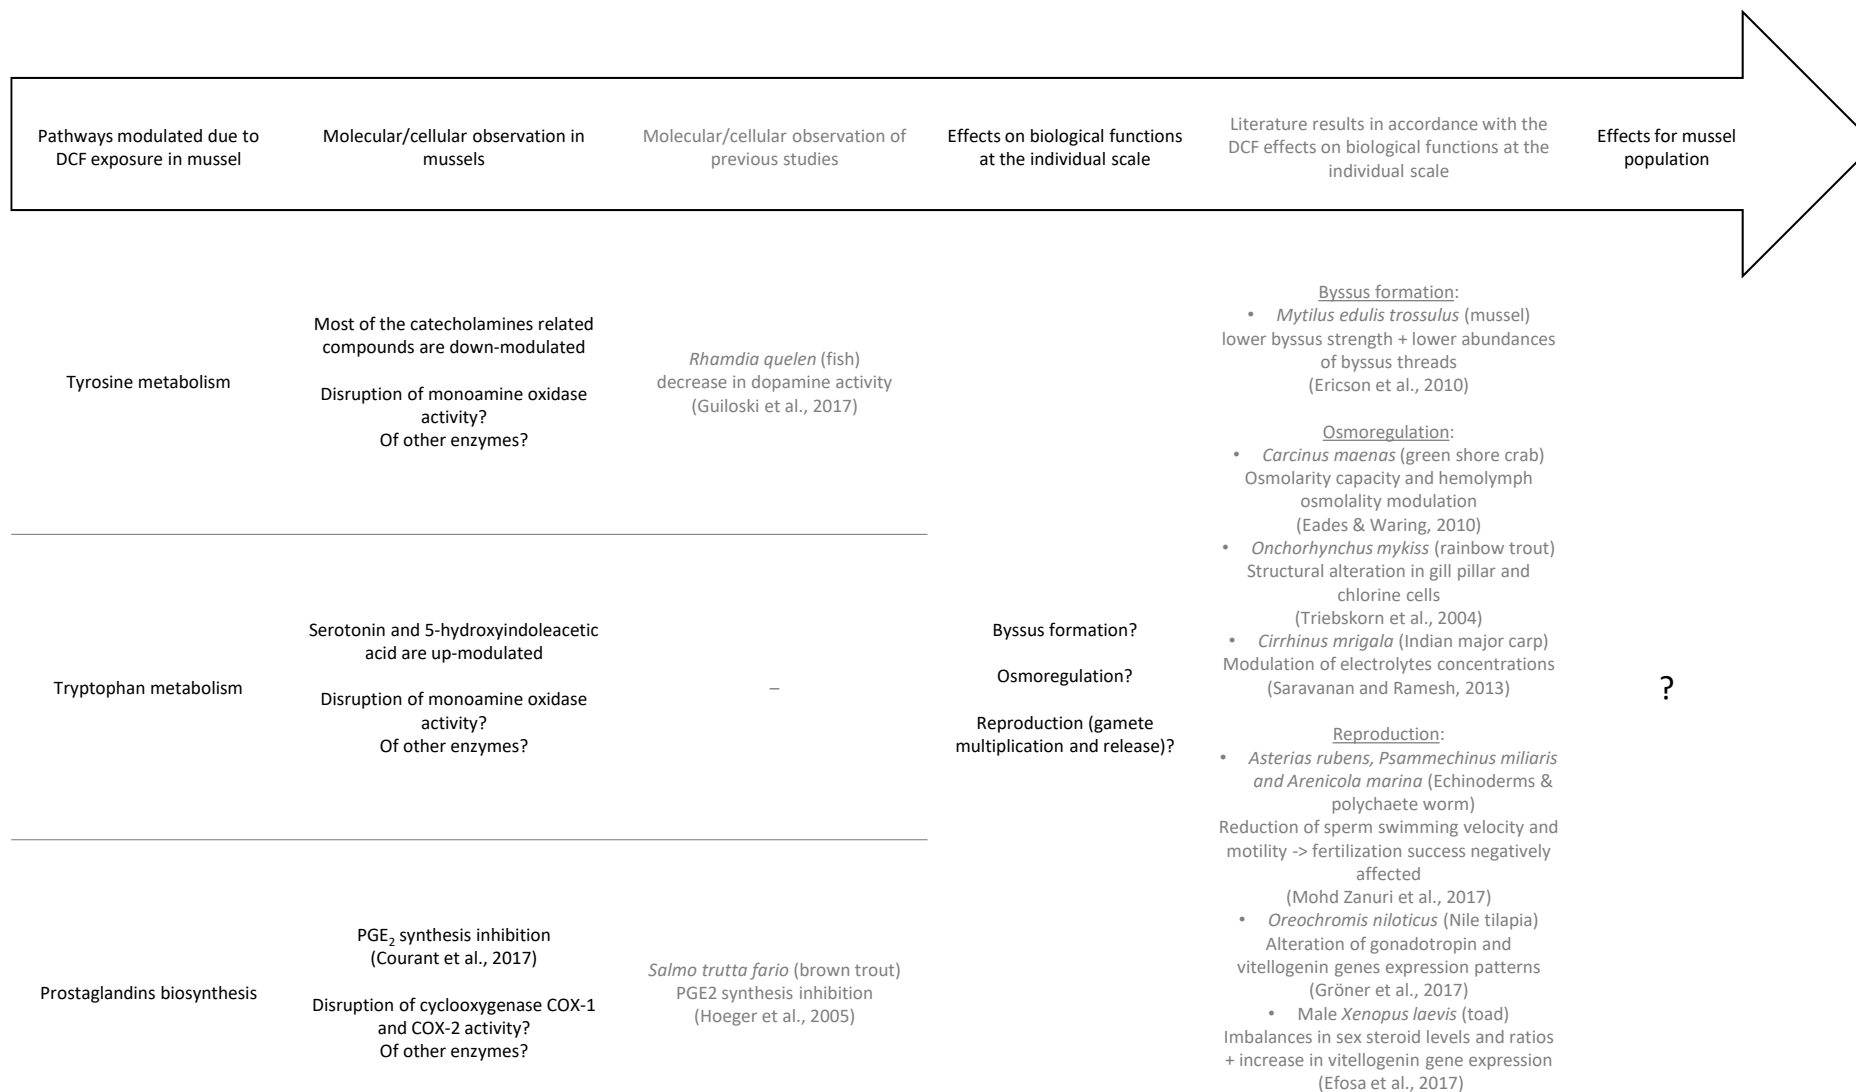 Pathways modulated due to
DCF exposure in mussel
Molecular/cellular observation in
mussels
Molecular/cellular observation of
previous studies
Effects on biological functions
at the individual scale
Literature results in accordance with the
DCF effects on biological functions at the
individual scale
Effects for mussel
population
Tyrosine metabolism
Most of the catecholamines related
compounds are down-modulated
Disruption of monoamine oxidase
activity?
Of other enzymes?
Rhamdia quelen (fish)
decrease in dopamine activity
(Guiloski et al., 2017)
Tryptophan metabolism
Serotonin and 5-hydroxyindoleacetic
acid are up-modulated
Disruption of monoamine oxidase
activity?
Of other enzymes?
–
Prostaglandins biosynthesis
PGE2 synthesis inhibition
(Courant et al., 2017)
Disruption of cyclooxygenase COX-1
and COX-2 activity?
Of other enzymes?
Salmo trutta fario (brown trout)
PGE2 synthesis inhibition
(Hoeger et al., 2005)
Byssus formation?
Osmoregulation?
Reproduction (gamete
multiplication and release)?
Byssus formation:
• Mytilus edulis trossulus (mussel)
lower byssus strength + lower abundances
of byssus threads
(Ericson et al., 2010)
Osmoregulation:
• Carcinus maenas (green shore crab)
Osmolarity capacity and hemolymph
osmolality modulation
(Eades & Waring, 2010)
• Onchorhynchus mykiss (rainbow trout)
Structural alteration in gill pillar and
chlorine cells
(Triebskorn et al., 2004)
• Cirrhinus mrigala (Indian major carp)
Modulation of electrolytes concentrations
(Saravanan and Ramesh, 2013)
Reproduction:
• Asterias rubens, Psammechinus miliaris
and Arenicola marina (Echinoderms &
polychaete worm)
Reduction of sperm swimming velocity and
motility -> fertilization success negatively
affected
(Mohd Zanuri et al., 2017)
• Oreochromis niloticus (Nile tilapia)
Alteration of gonadotropin and
vitellogenin genes expression patterns
(Gröner et al., 2017)
• Male Xenopus laevis (toad)
Imbalances in sex steroid levels and ratios
+ increase in vitellogenin gene expression
(Efosa et al., 2017)
?